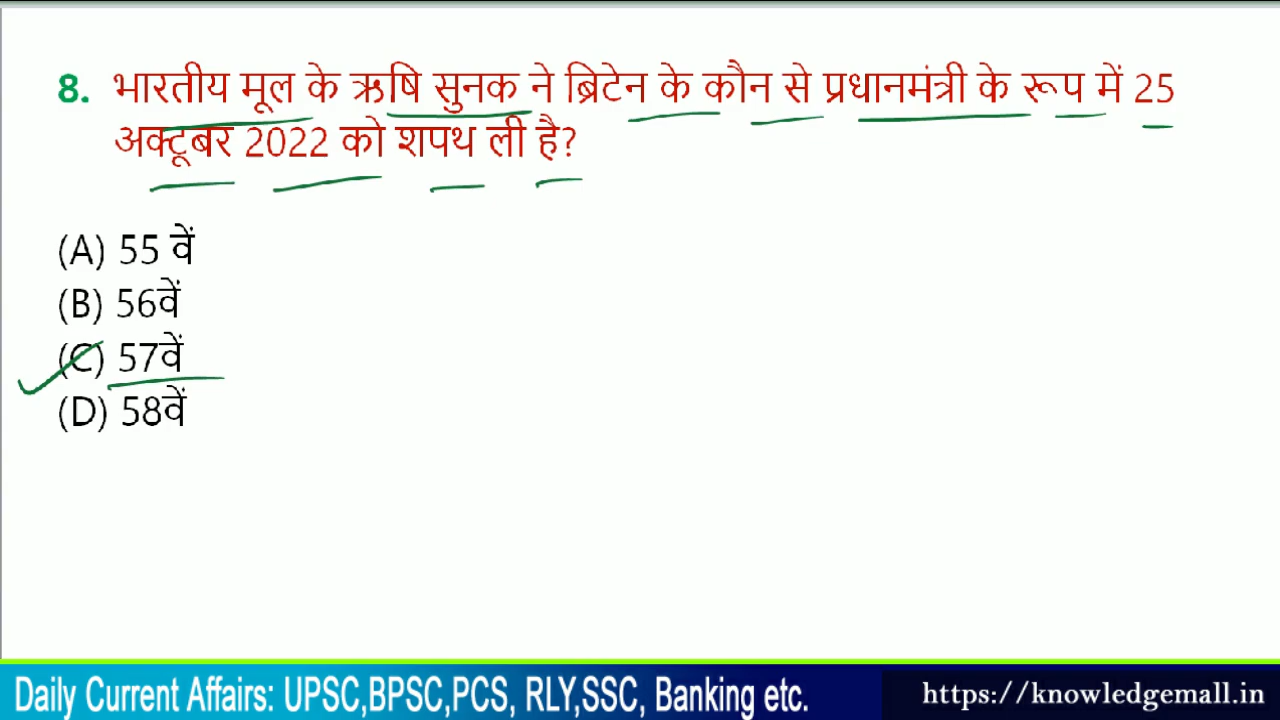 8. भारतीय मूल के ऋषि सुनक ने ब्रिटेन के कौन से प्रधानमंत्री के रूप में 25
अक्टूबर 2022 को शपथ ली है?
(A) 55 वें
(B) 56वें
(C) 57वें
(D) 58वें
Daily Current Affairs: UPSC,BPSC,PCS, RLY,SSC, Banking etc.
https://knowledgemall.in